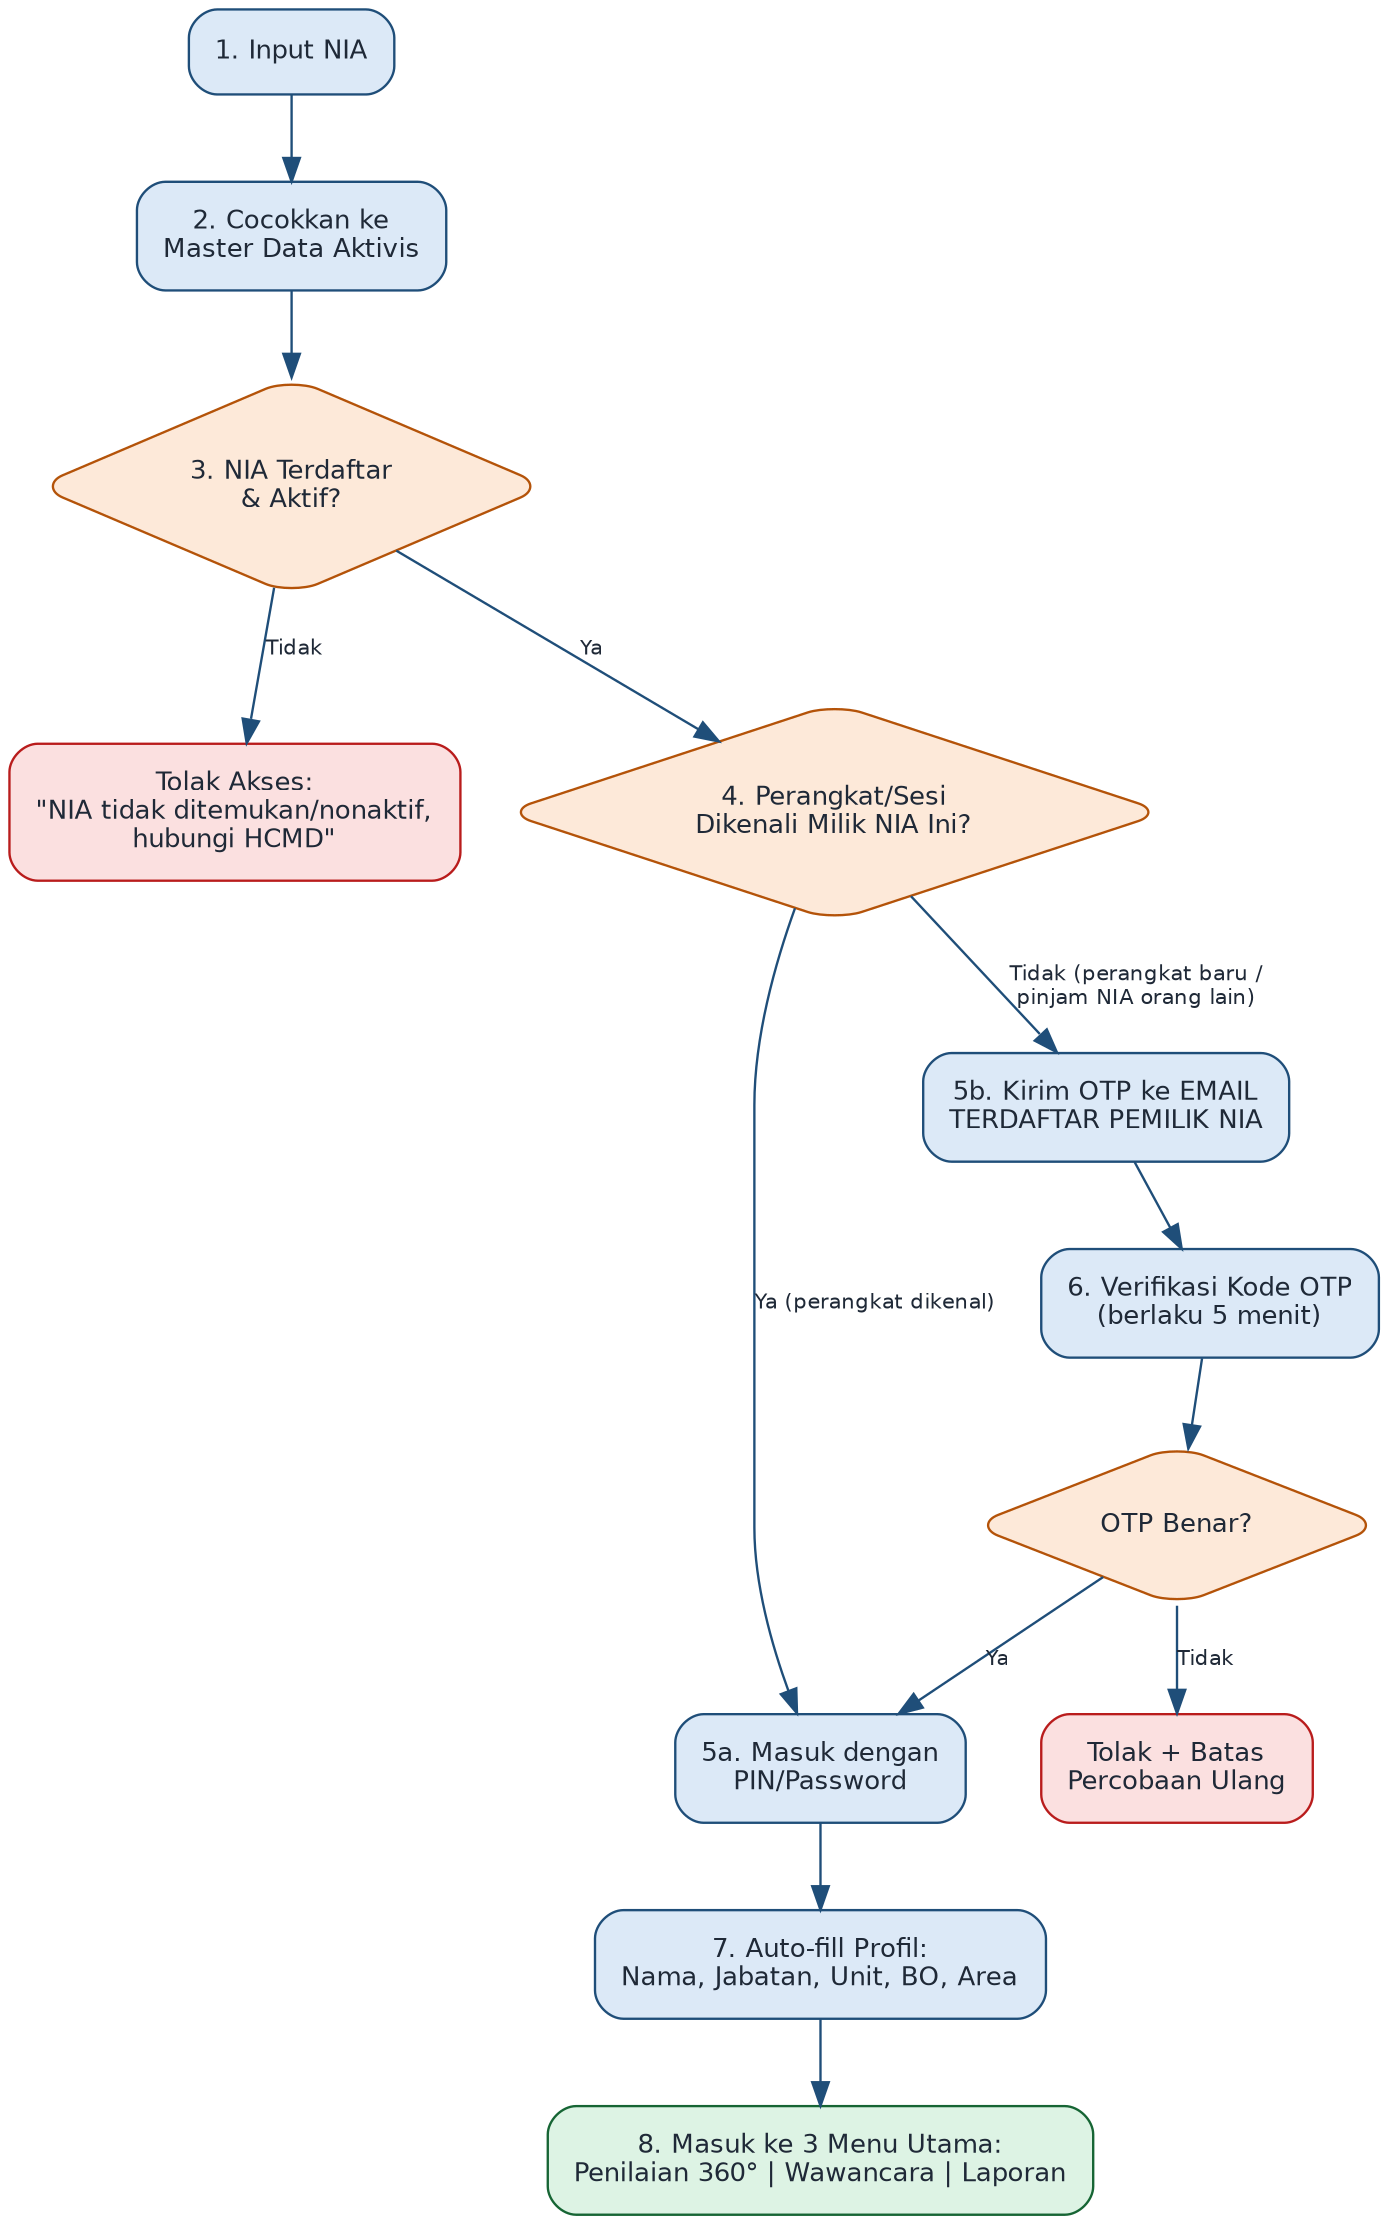 1. Input NIA
2. Cocokkan ke
Master Data Aktivis
3. NIA Terdaftar
& Aktif?
Tidak
Ya
Tolak Akses:
"NIA tidak ditemukan/nonaktif,
hubungi HCMD"
4. Perangkat/Sesi
Dikenali Milik NIA Ini?
Tidak (perangkat baru /
pinjam NIA orang lain)
5b. Kirim OTP ke EMAIL
TERDAFTAR PEMILIK NIA
6. Verifikasi Kode OTP
(berlaku 5 menit)
Ya (perangkat dikenal)
OTP Benar?
Ya
Tidak
5a. Masuk dengan
PIN/Password
Tolak + Batas
Percobaan Ulang
7. Auto-fill Profil:
Nama, Jabatan, Unit, BO, Area
8. Masuk ke 3 Menu Utama:
Penilaian 360° | Wawancara | Laporan